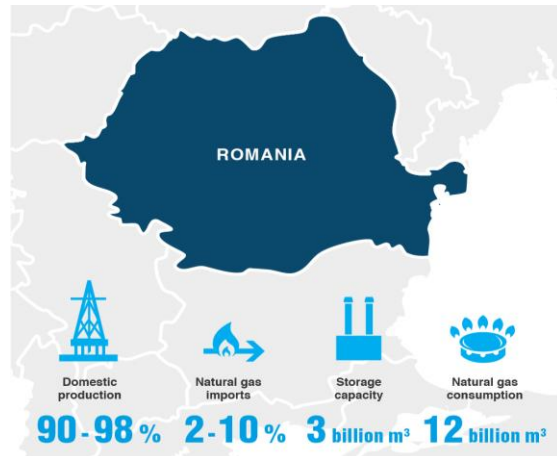 ROMANIA
Domestic
production
90-98 %
Natural gas
imports
2-10 %
Storage
capacity
3 billion m³
Natural gas
consumption
12 billion m³